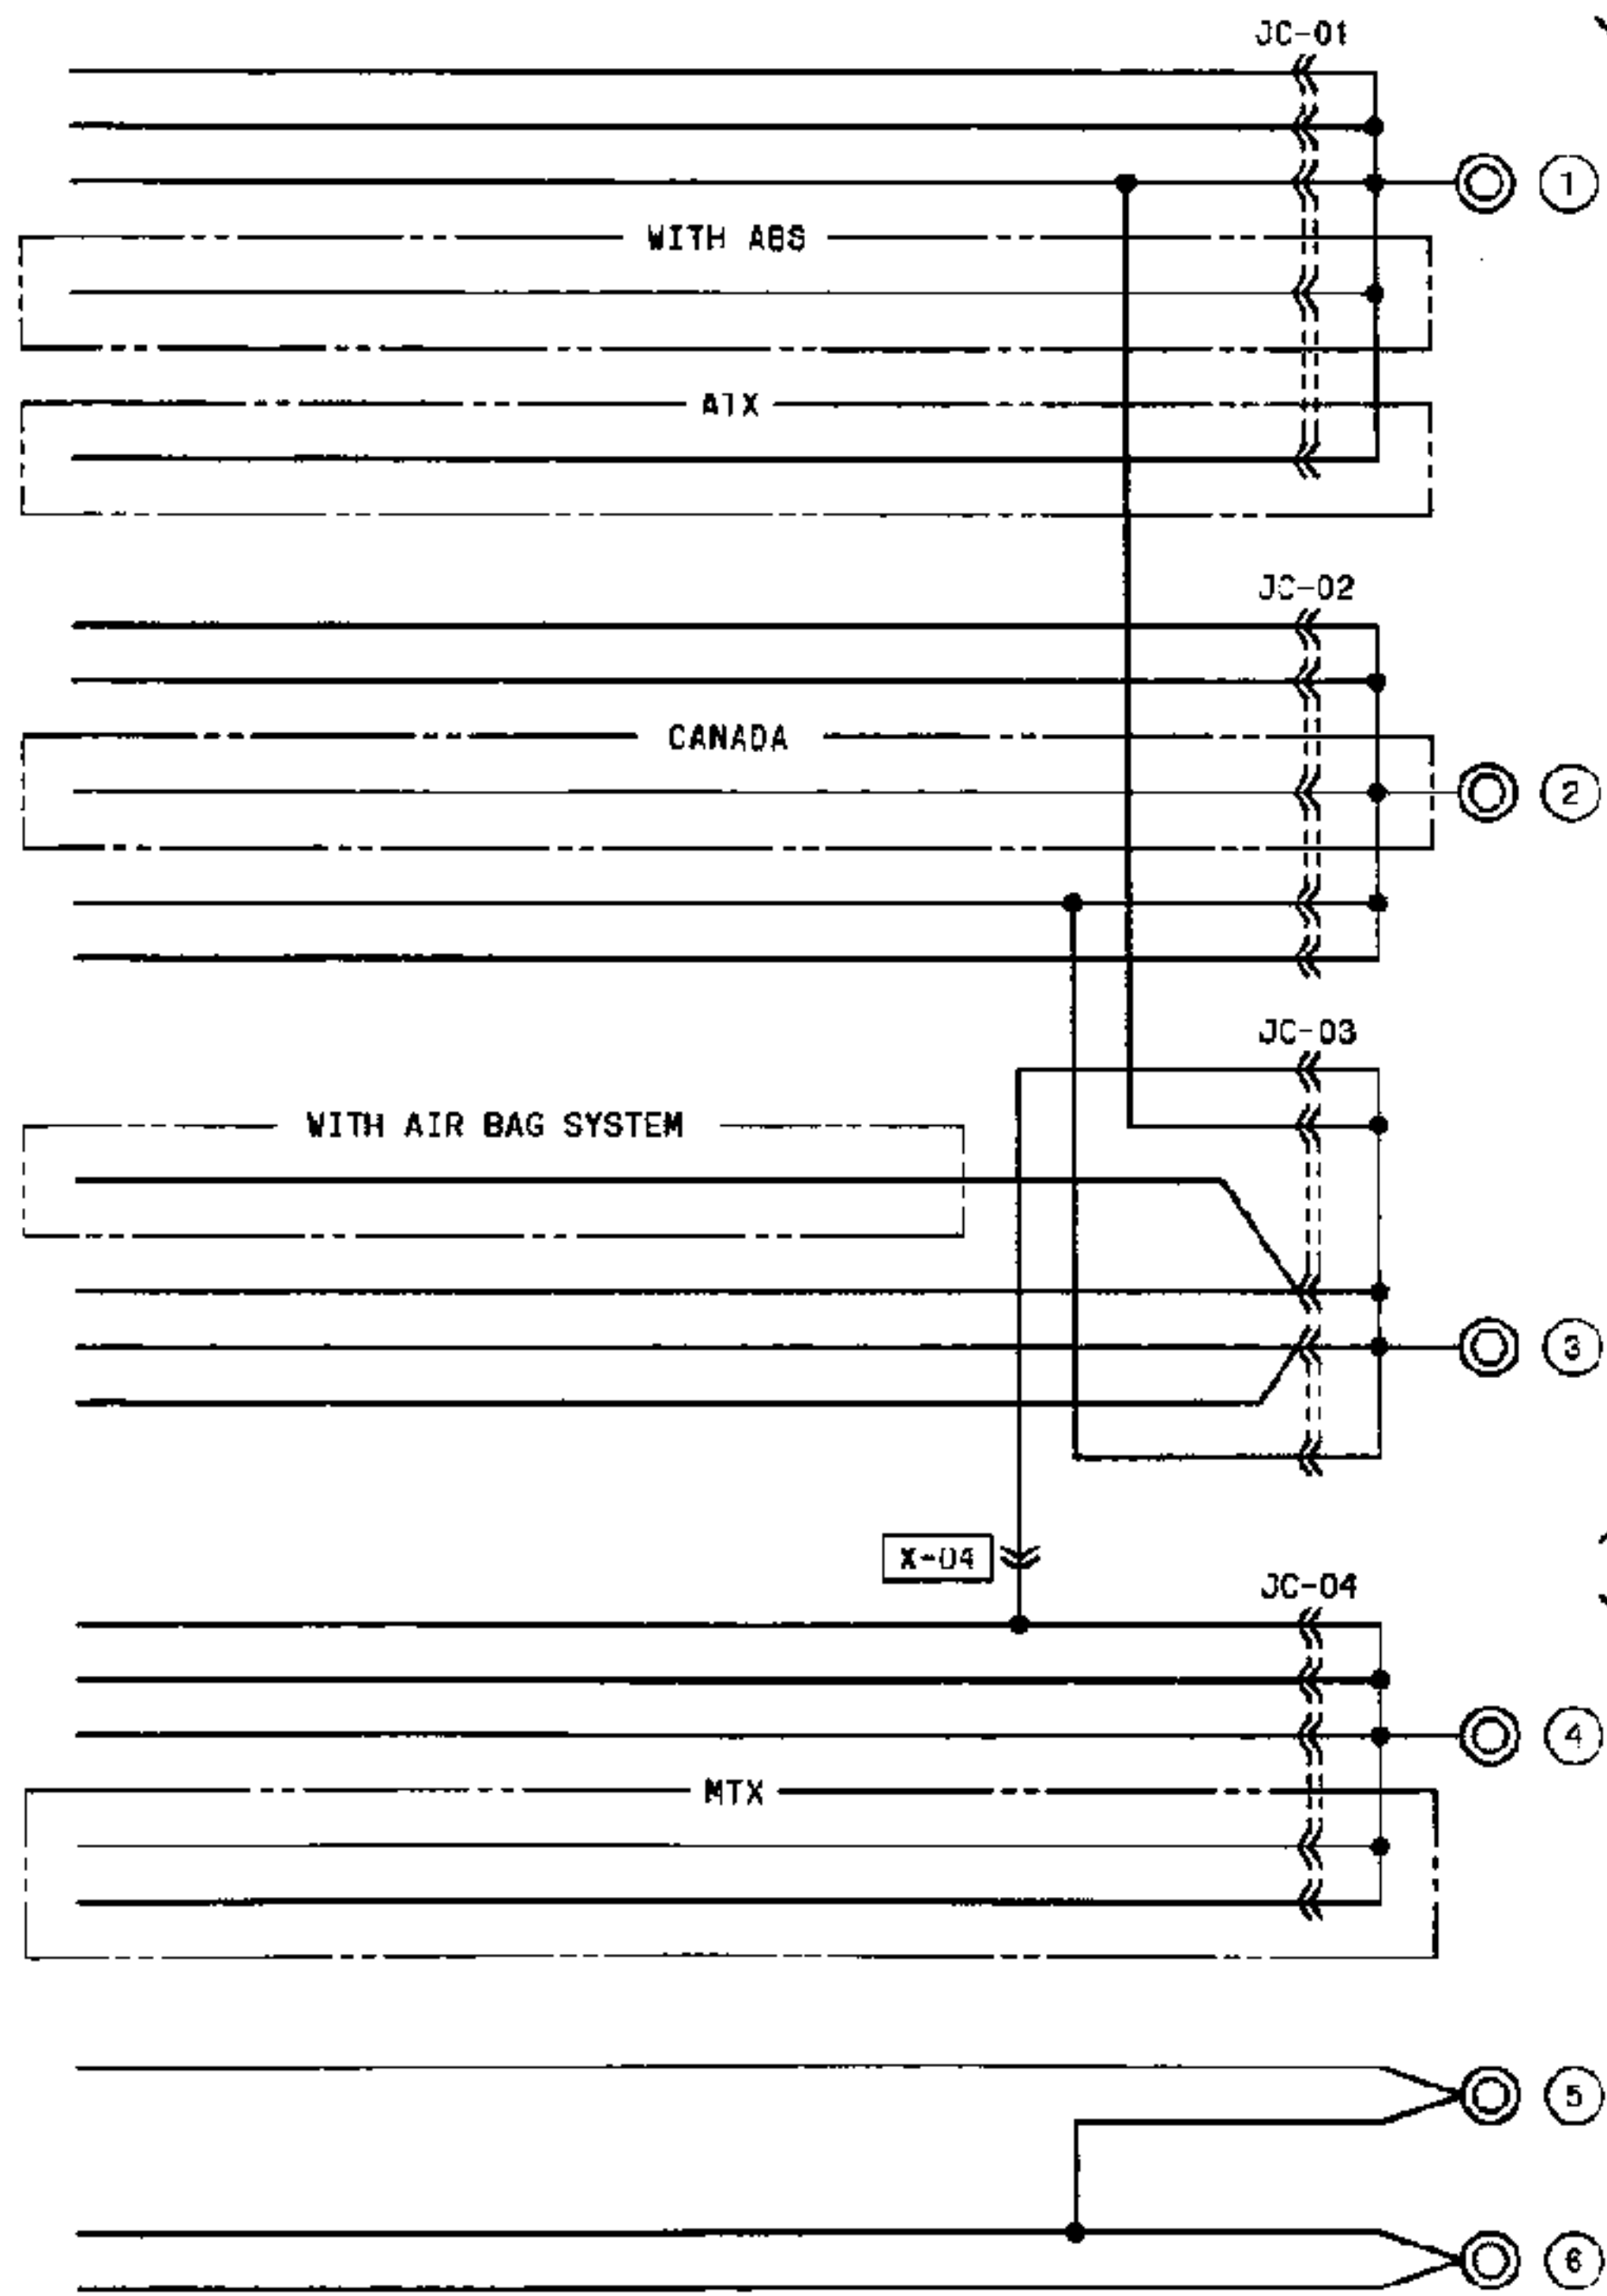 JC-01
1
WITH ABS
ATX
JC-02
CANADA
2
JC-03
WITH AIR BAG SYSTEM
3
X-04
JC-04
4
MTX
5
6